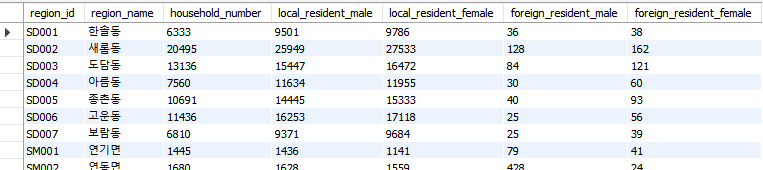 region_id region_name household_number local_resident_male local_resident_female foreign_resident_male foreign_resident_female
SD001 한솔동 6333 9501 9786 36 38
SD002 새롬동 20495 25949 27533 128 162
SD003 도담동 13136 15447 16472 84 121
SD004 아름동 7560 11634 11955 30 60
SD005 종촌동 10691 14445 15333 40 93
SD006 고운동 11436 16253 17118 25 56
SD007 보람동 6810 9371 9684 25 39
SM001 연기면 1445 1436 1141 79 41
SM002 연동면 1680 1628 1559 428 24